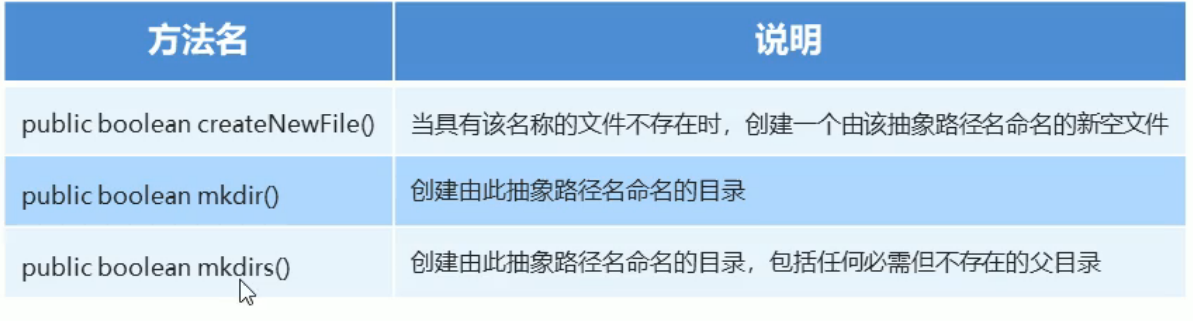 方法名 说明
public boolean createNewFile() 当具有该名称的文件不存在时，创建一个由该抽象路径名命名的新空文件
public boolean mkdir() 创建由此抽象路径名命名的目录
public boolean mkdirs() 创建由此抽象路径名命名的目录，包括任何必需但不存在的父目录